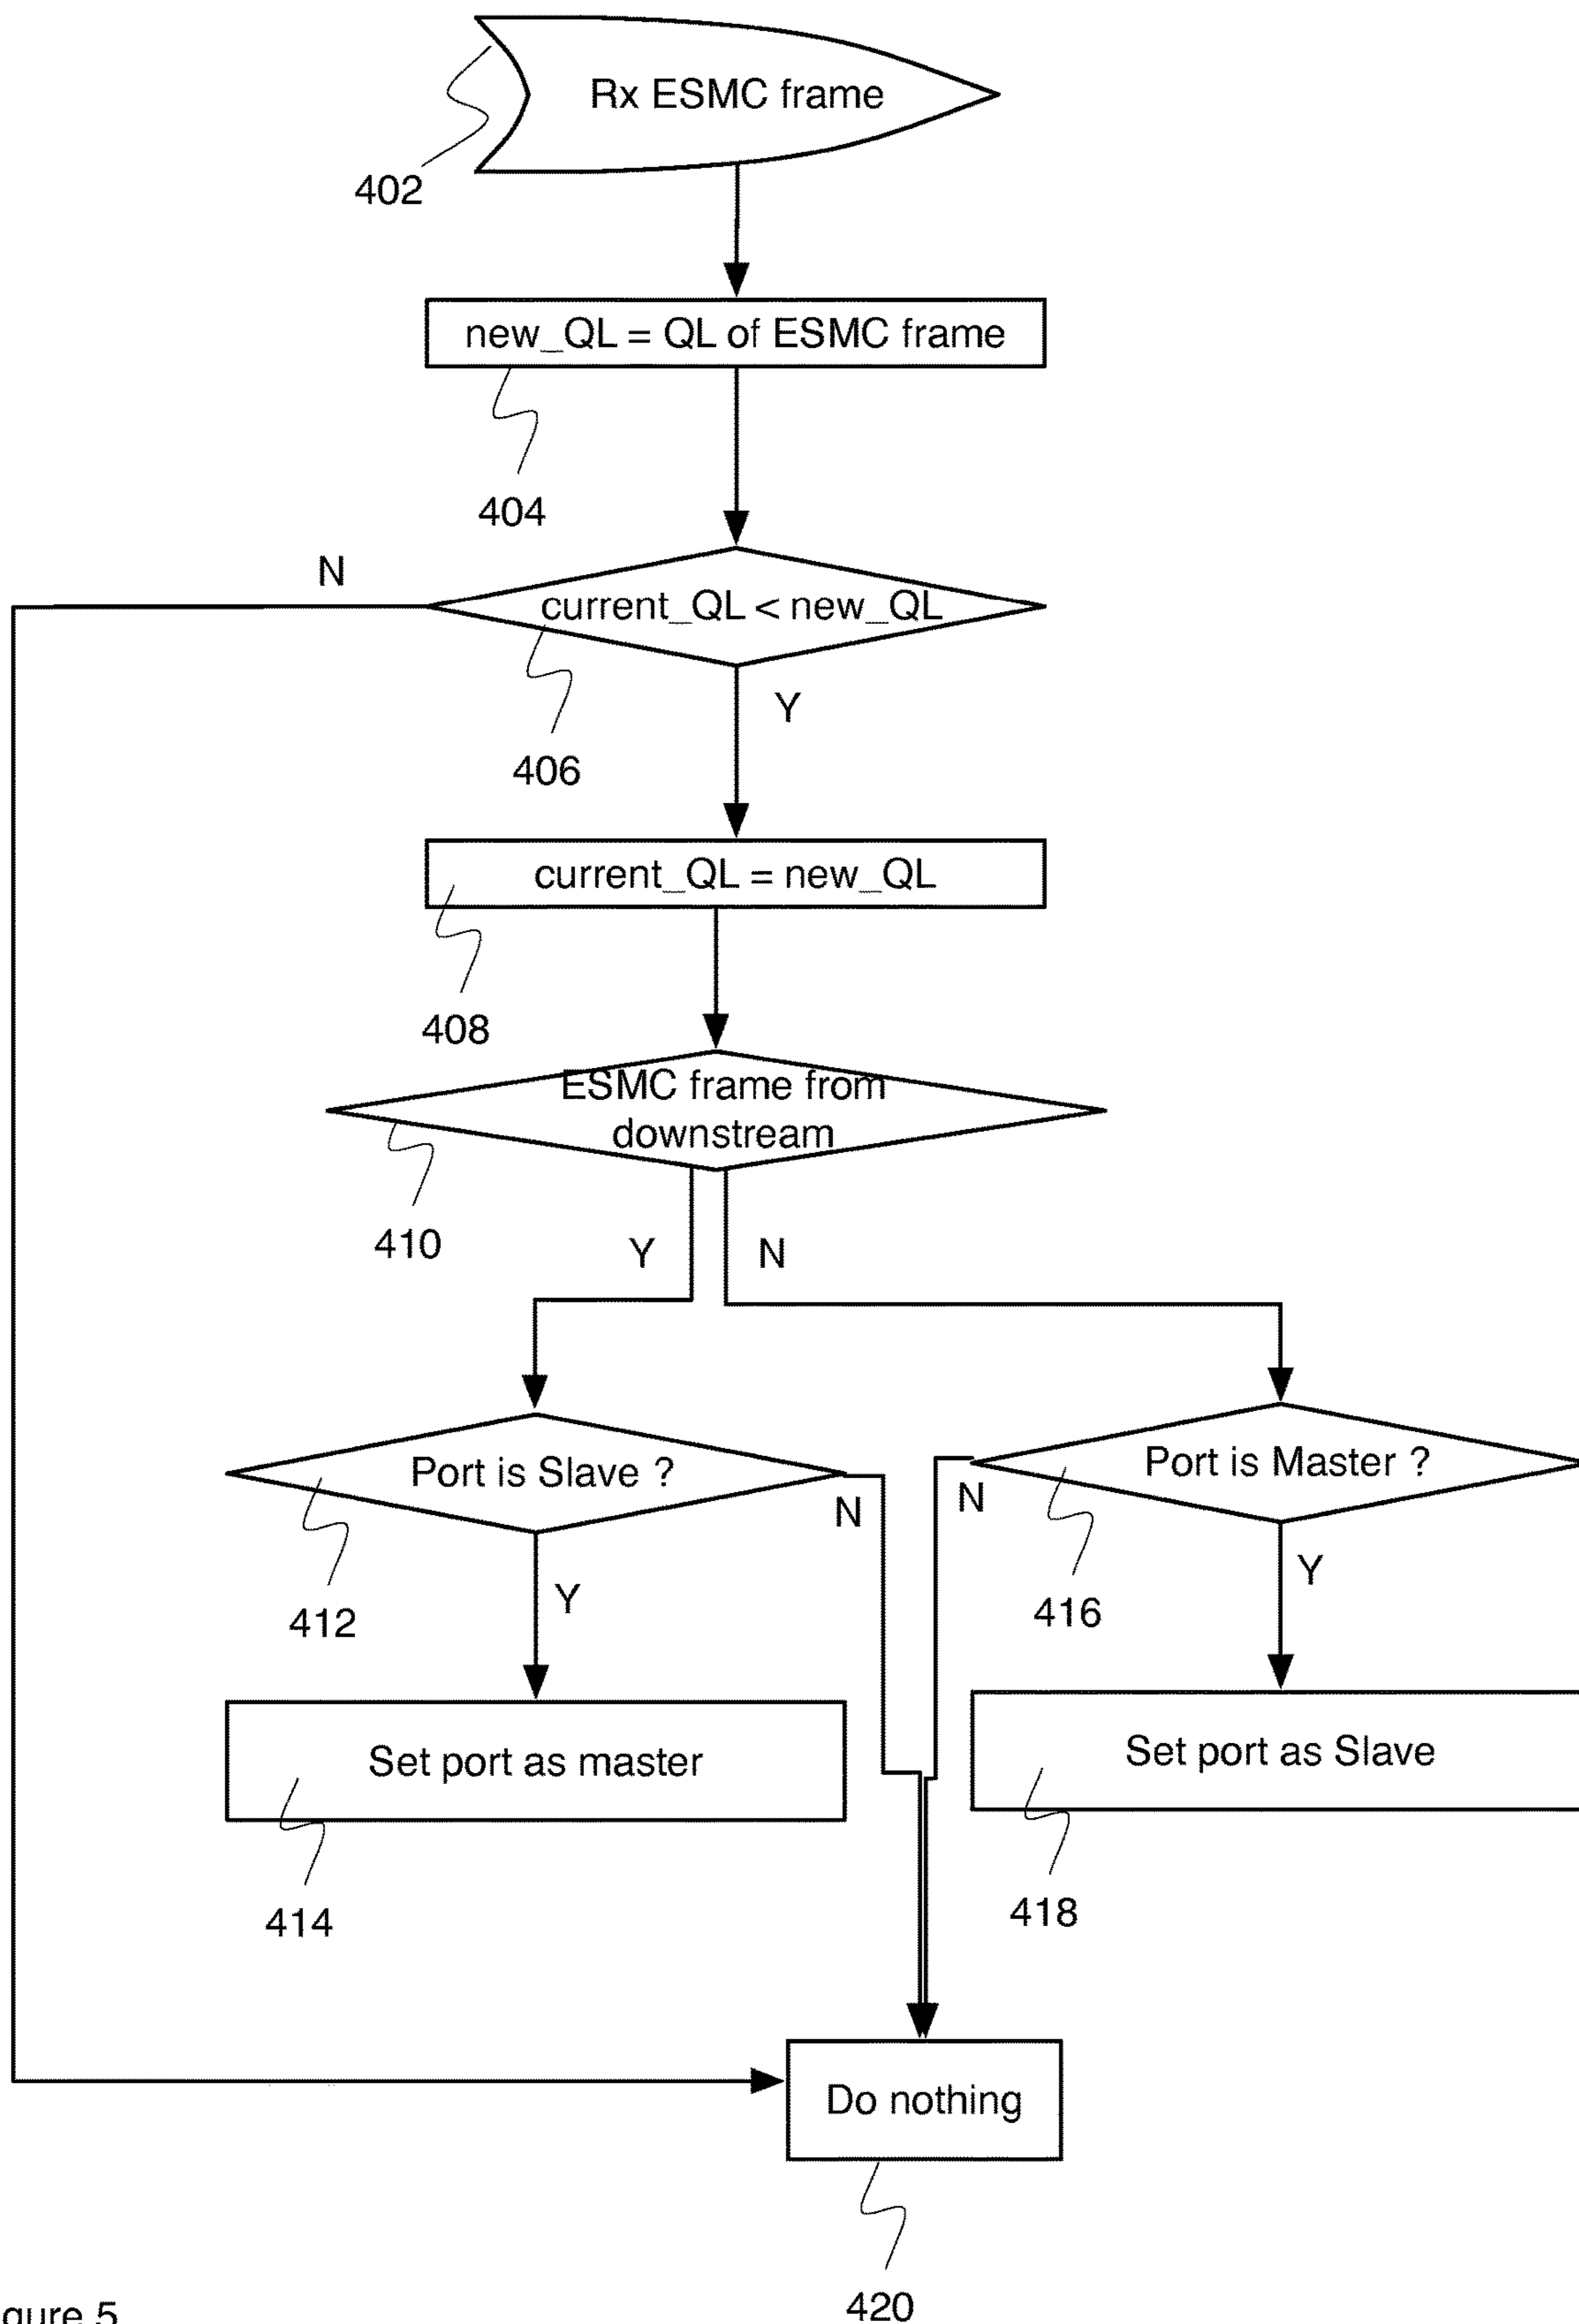 Rx ESMC frame
402
new_QL = QL of ESMC frame
404
N
current_QL < new_QL
Y
406
current_QL = new_QL
408
ESMC frame from
downstream
410
Y
N
Port is Slave ?
Port is Master ?
N
N
Y
Y
412
416
Set port as master
Set port as Slave
414
418
Do nothing
420
gure 5